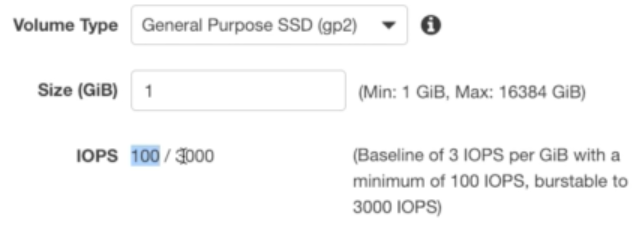 Volume Type General Purpose SSD (gp2)
Size (GiB) 1 (Min: 1 GiB, Max: 16384 GiB)
IOPS 100 / 3000 (Baseline of 3 IOPS per GiB with a
minimum of 100 IOPS, burstable to
3000 IOPS)